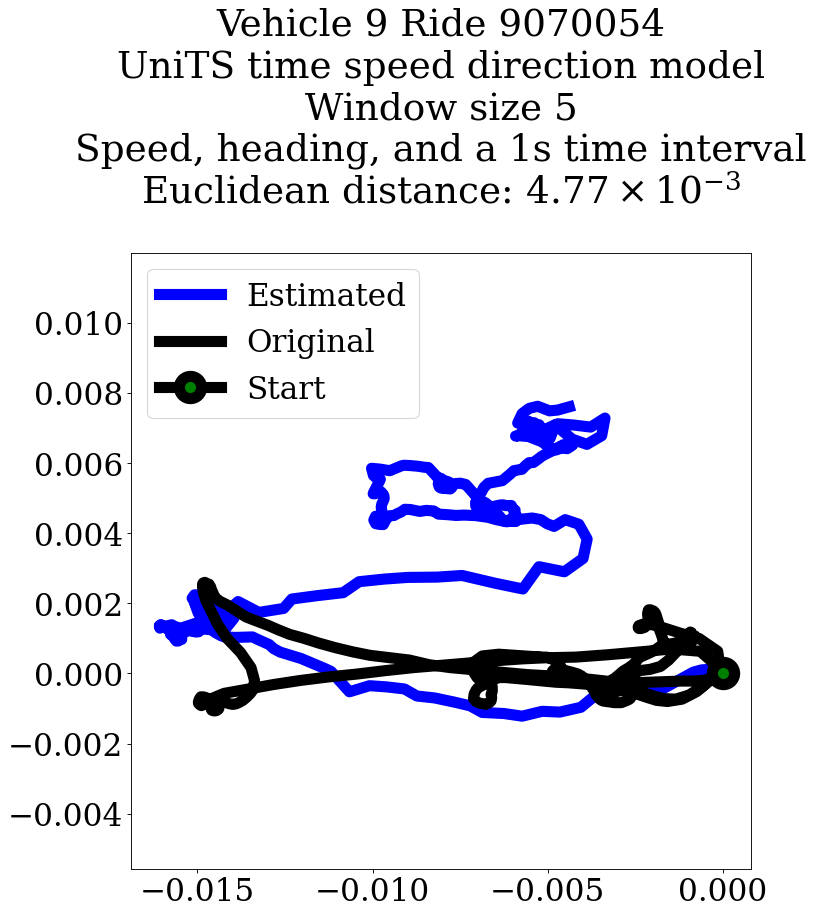 Vehicle 9 Ride 9070054
UniTS time speed direction model
Window size 5
Speed, heading, and a 1s time interval
Euclidean distance: 4.77 × 10⁻³
Estimated
Original
Start
0.010
0.008
0.006
0.004
0.002
0.000
−0.002
−0.004
−0.015 −0.010 −0.005 0.000